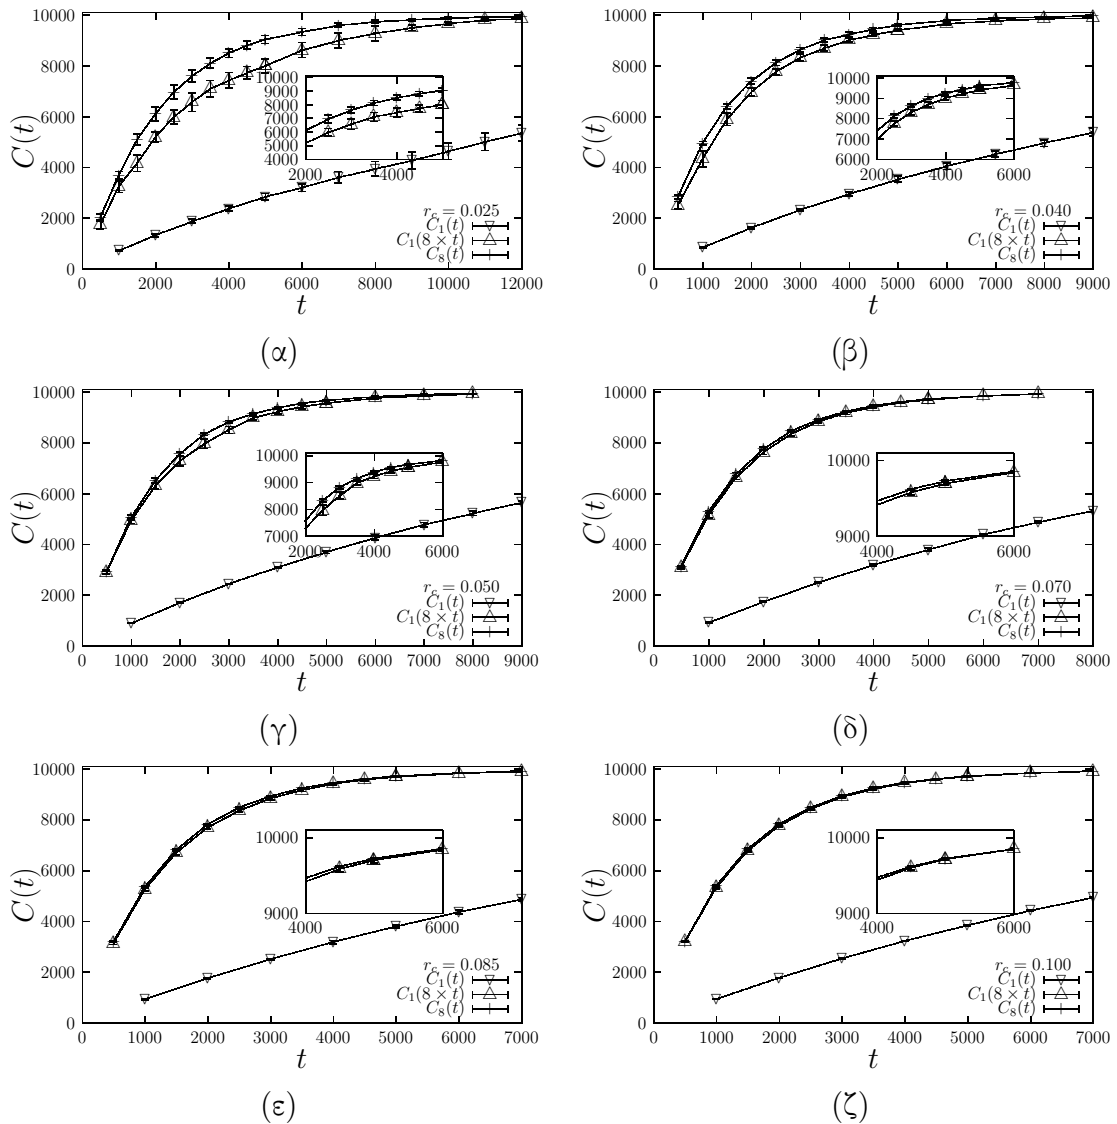 10000
8000
6000
4000
2000
0
C(t)
10000
9000
8000
7000
6000
5000
4000
2000 4000
r_c = 0.025
C_1(t)
C_1(8 × t)
C_8(t)
0 2000 4000 6000 8000 10000 12000
t
(α)
10000
8000
6000
4000
2000
0
C(t)
10000
9000
8000
7000
6000
2000 4000 6000
r_c = 0.040
C_1(t)
C_1(8 × t)
C_8(t)
0 1000 2000 3000 4000 5000 6000 7000 8000 9000
t
(β)
10000
8000
6000
4000
2000
0
C(t)
10000
9000
8000
7000
2000 4000 6000
r_c = 0.050
C_1(t)
C_1(8 × t)
C_8(t)
0 1000 2000 3000 4000 5000 6000 7000 8000 9000
t
(γ)
10000
8000
6000
4000
2000
0
C(t)
10000
9000
4000 6000
r_c = 0.070
C_1(t)
C_1(8 × t)
C_8(t)
0 1000 2000 3000 4000 5000 6000 7000 8000
t
(δ)
10000
8000
6000
4000
2000
0
C(t)
10000
9000
4000 6000
r_c = 0.085
C_1(t)
C_1(8 × t)
C_8(t)
0 1000 2000 3000 4000 5000 6000 7000
t
(ε)
10000
8000
6000
4000
2000
0
C(t)
10000
9000
4000 6000
r_c = 0.100
C_1(t)
C_1(8 × t)
C_8(t)
0 1000 2000 3000 4000 5000 6000 7000
t
(ζ)